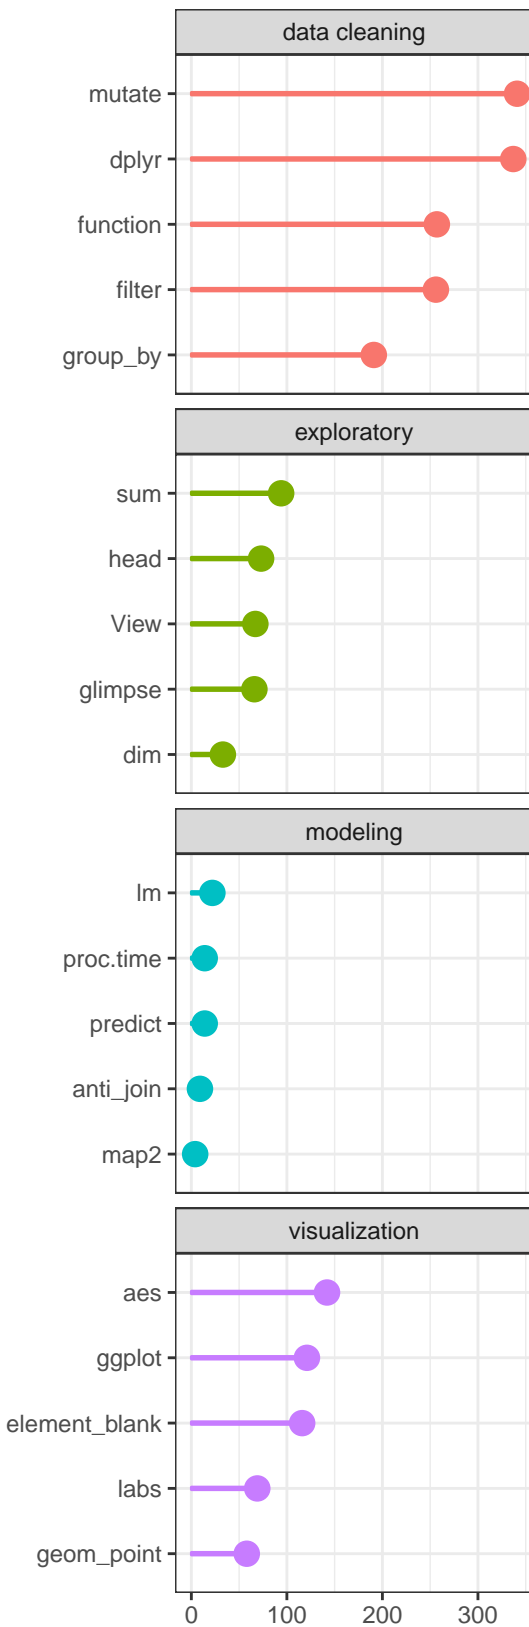 data cleaning
mutate
dplyr
function
filter
group_by
exploratory
sum
head
View
glimpse
dim
modeling
lm
proc.time
predict
anti_join
map2
visualization
aes
ggplot
element_blank
labs
geom_point
0 100 200 300